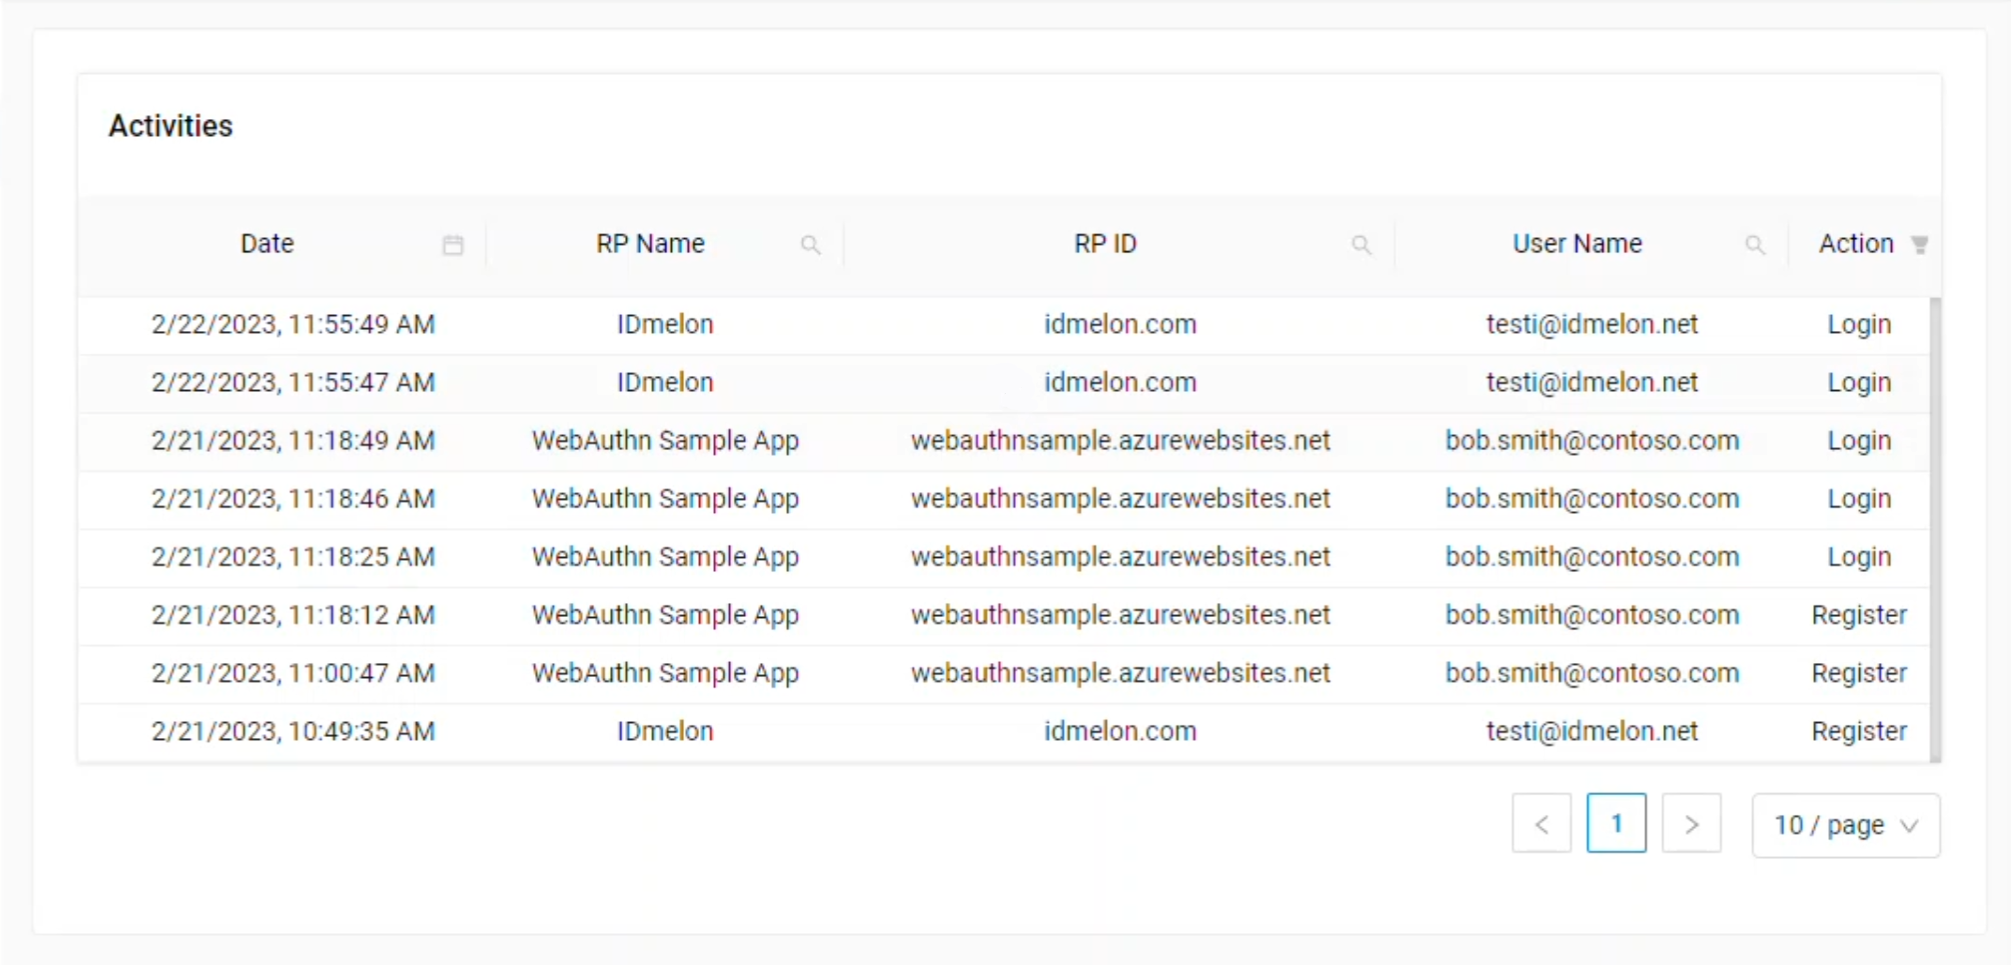 Activities
Date RP Name RP ID User Name Action
2/22/2023, 11:55:49 AM IDmelon idmelon.com testi@idmelon.net Login
2/22/2023, 11:55:47 AM IDmelon idmelon.com testi@idmelon.net Login
2/21/2023, 11:18:49 AM WebAuthn Sample App webauthnsample.azurewebsites.net bob.smith@contoso.com Login
2/21/2023, 11:18:46 AM WebAuthn Sample App webauthnsample.azurewebsites.net bob.smith@contoso.com Login
2/21/2023, 11:18:25 AM WebAuthn Sample App webauthnsample.azurewebsites.net bob.smith@contoso.com Login
2/21/2023, 11:18:12 AM WebAuthn Sample App webauthnsample.azurewebsites.net bob.smith@contoso.com Register
2/21/2023, 11:00:47 AM WebAuthn Sample App webauthnsample.azurewebsites.net bob.smith@contoso.com Register
2/21/2023, 10:49:35 AM IDmelon idmelon.com testi@idmelon.net Register
< 1 > 10 / page